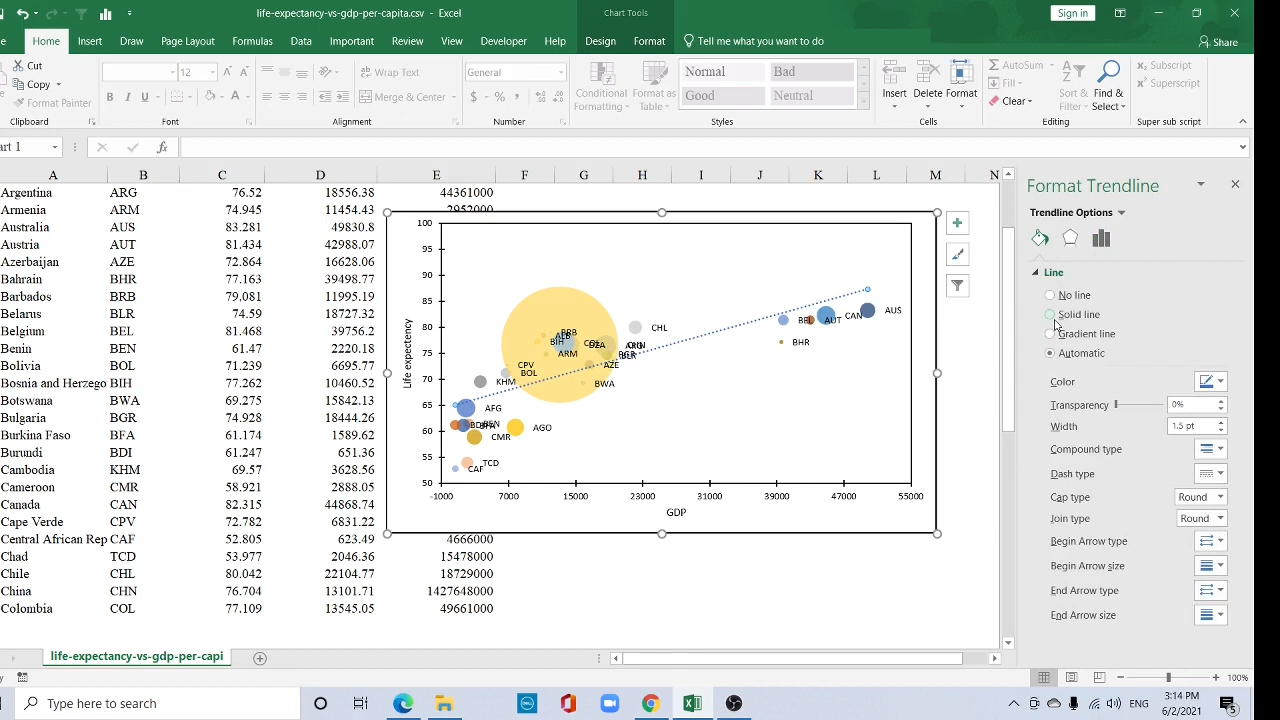 life-expectancy-vs-gdp-per-capita.csv - Excel
Chart Tools
Sign in
Home Insert Draw Page Layout Formulas Data Important Review View Developer Help Design Format Tell me what you want to do
Share
Cut
Copy
Format Painter
Clipboard
12
B I U
A
Font
Wrap Text
Merge & Center
Alignment
General
$ % ,
Number
Conditional Formatting
Format as Table
Normal Bad
Good Neutral
Styles
Insert Delete Format
Cells
AutoSum
Fill
Clear
Sort & Filter
Find & Select
Editing
Subscript
Superscript
Super sub script
art 1
fx
A B C D E F G H I J K L M N
Argentina ARG 76.52 18556.38 44361000
Armenia ARM 74.945 11454.43 2952000
Australia AUS 83.281 49830.8
Austria AUT 81.434 42988.07
Azerbaijan AZE 72.864 16628.06
Bahrain BHR 77.163 39498.77
Barbados BRB 79.081 11995.19
Belarus BLR 74.59 18727.32
Belgium BEL 81.468 39756.2
Benin BEN 61.47 2220.18
Bolivia BOL 71.239 6695.77
Bosnia and Herzego BIH 77.262 10460.52
Botswana BWA 69.275 15842.13
Bulgaria BGR 74.928 18444.26
Burkina Faso BFA 61.174 1589.62
Burundi BDI 61.247 651.36
Cambodia KHM 69.57 3628.56
Cameroon CMR 58.921 2888.05
Canada CAN 82.315 44868.74
Cape Verde CPV 72.782 6831.22
Central African Rep CAF 52.805 623.49 4666000
Chad TCD 53.977 2046.36 15478000
Chile CHL 80.042 22104.77 18729000
China CHN 76.704 13101.71 1427648000
Colombia COL 77.109 13545.05 49661000
Life expectency
100
95
90
85
80
75
70
65
60
55
50
AUS
CAN
BEL AUT
CHL
BRB
ALB
BIH
ARM
BHR
CPV
BOL
AZE
KHM
BWA
AFG
BEN
AGO
CMR
TCD
CAF
-1000 7000 15000 23000 31000 39000 47000 55000
GDP
Format Trendline
Trendline Options
Line
No line
Solid line
Gradient line
Automatic
Color
Transparency 0%
Width 1.5 pt
Compound type
Dash type
Cap type Round
Join type Round
Begin Arrow type
Begin Arrow size
End Arrow type
End Arrow size
life-expectancy-vs-gdp-per-capi
100%
Type here to search
DELL
ENG
3:14 PM
6/2/2021
5